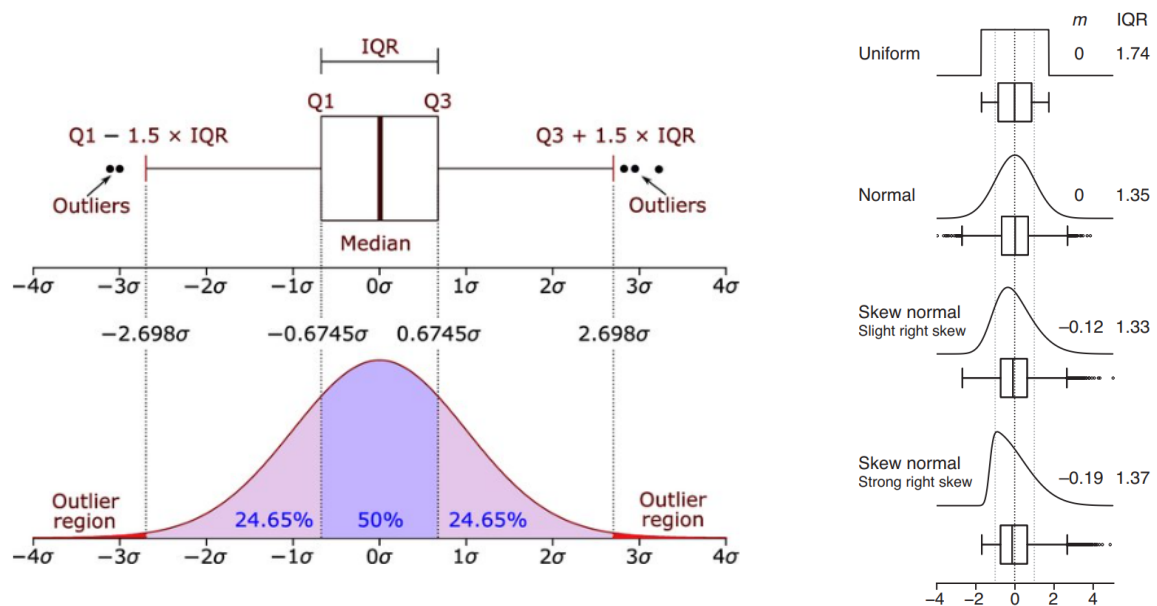 IQR
Q1 Q3
Q1 − 1.5 × IQR Q3 + 1.5 × IQR
Outliers Outliers
Median
−4σ −3σ −2σ −1σ 0σ 1σ 2σ 3σ 4σ
−2.698σ −0.6745σ 0.6745σ 2.698σ
Outlier region
24.65% 50% 24.65%
Outlier region
−4σ −3σ −2σ −1σ 0σ 1σ 2σ 3σ 4σ
m IQR
Uniform 0 1.74
Normal 0 1.35
Skew normal
Slight right skew −0.12 1.33
Skew normal
Strong right skew −0.19 1.37
−4 −2 0 2 4